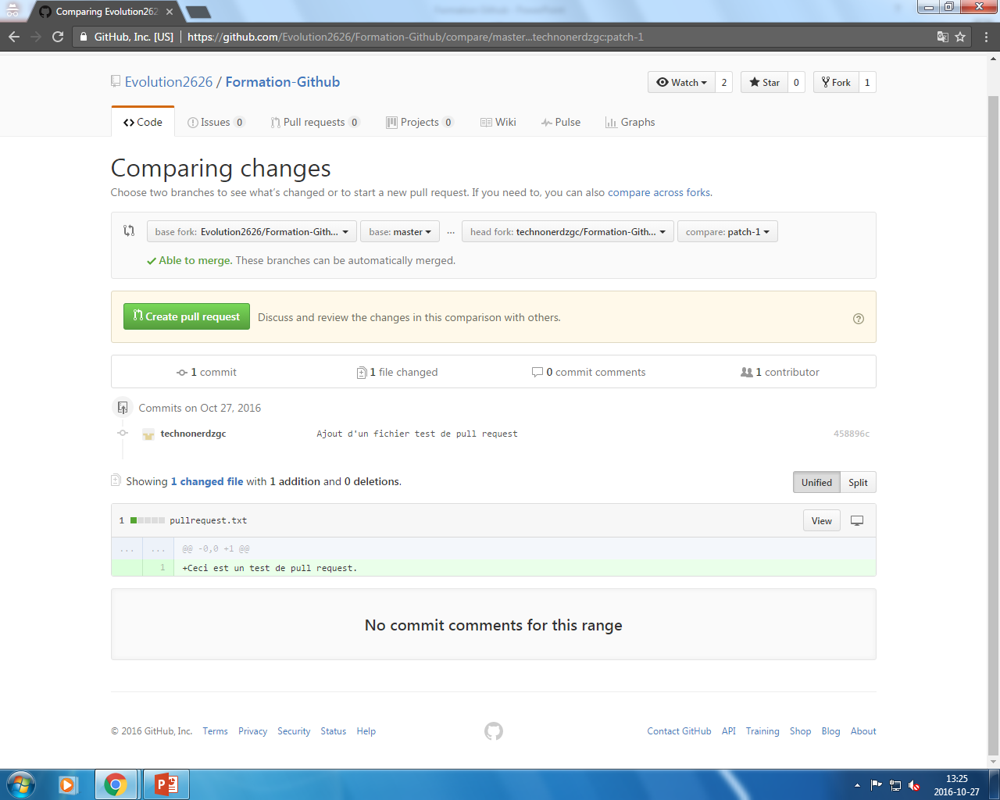 Comparing Evolution262
GitHub, Inc. [US] | https://github.com/Evolution2626/Formation-Github/compare/master...technonerdzgc:patch-1
Evolution2626 / Formation-Github
Watch 2 Star 0 Fork 1
Code Issues 0 Pull requests 0 Projects 0 Wiki Pulse Graphs
Comparing changes
Choose two branches to see what's changed or to start a new pull request. If you need to, you can also compare across forks.
base fork: Evolution2626/Formation-Gith... base: master ... head fork: technonerdzgc/Formation-Gith... compare: patch-1
Able to merge. These branches can be automatically merged.
Create pull request Discuss and review the changes in this comparison with others.
1 commit 1 file changed 0 commit comments 1 contributor
Commits on Oct 27, 2016
technonerdzgc Ajout d'un fichier test de pull request 458896c
Showing 1 changed file with 1 addition and 0 deletions. Unified Split
1 pullrequest.txt View
... ... @@ -0,0 +1 @@
1 +Ceci est un test de pull request.
No commit comments for this range
© 2016 GitHub, Inc. Terms Privacy Security Status Help Contact GitHub API Training Shop Blog About
13:25
2016-10-27